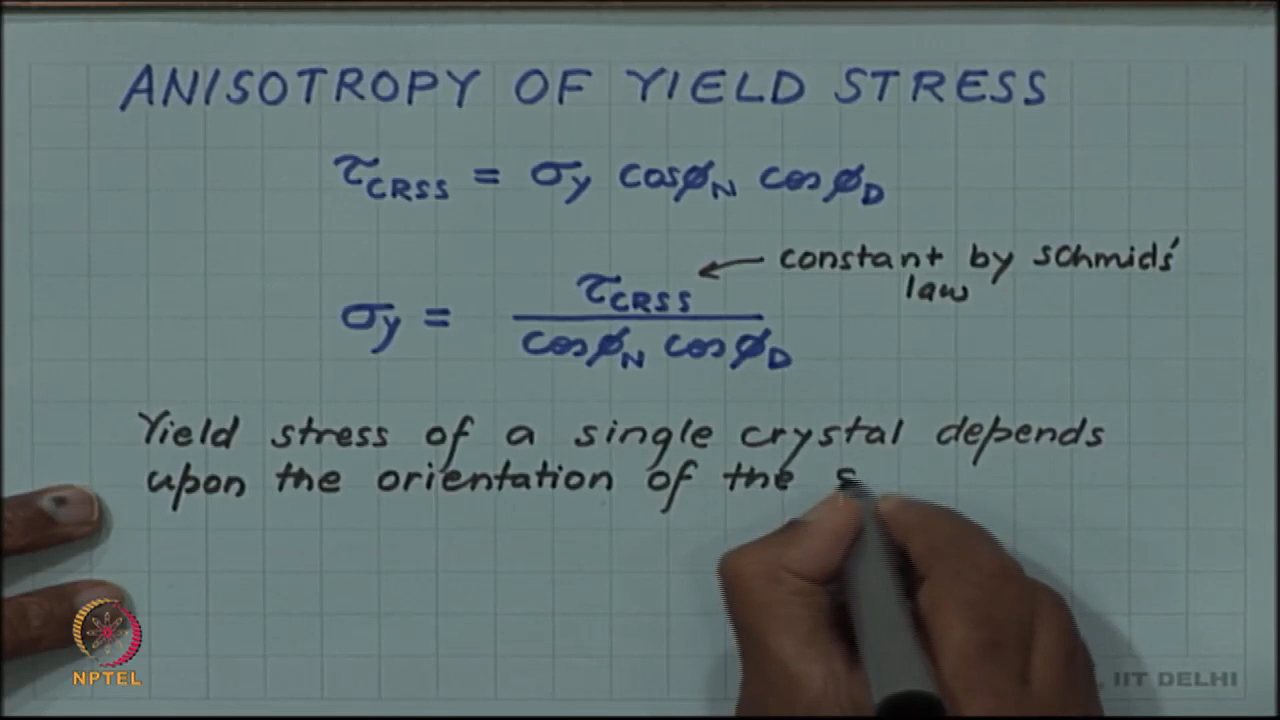 ANISOTROPY OF YIELD STRESS
τCRSS = σy cosφN cosφD
constant by schmids' law
σy = τCRSS / cosφN cosφD
Yield stress of a single crystal depends
upon the orientation of the s
NPTEL
, IIT DELHI